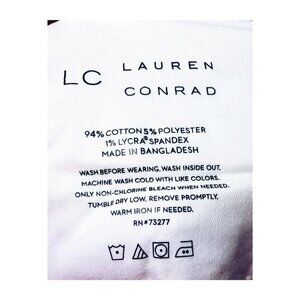 LC LAUREN
CONRAD
94% COTTON 5% POLYESTER
1% LYCRA® SPANDEX
MADE IN BANGLADESH
WASH BEFORE WEARING. WASH INSIDE OUT.
MACHINE WASH COLD WITH LIKE COLORS.
ONLY NON-CHLORINE BLEACH WHEN NEEDED.
TUMBLE DRY LOW. REMOVE PROMPTLY.
WARM IRON IF NEEDED.
RN#73277